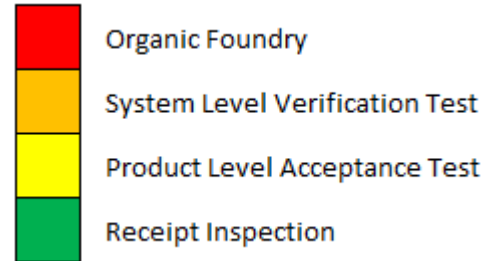 Organic Foundry
System Level Verification Test
Product Level Acceptance Test
Receipt Inspection